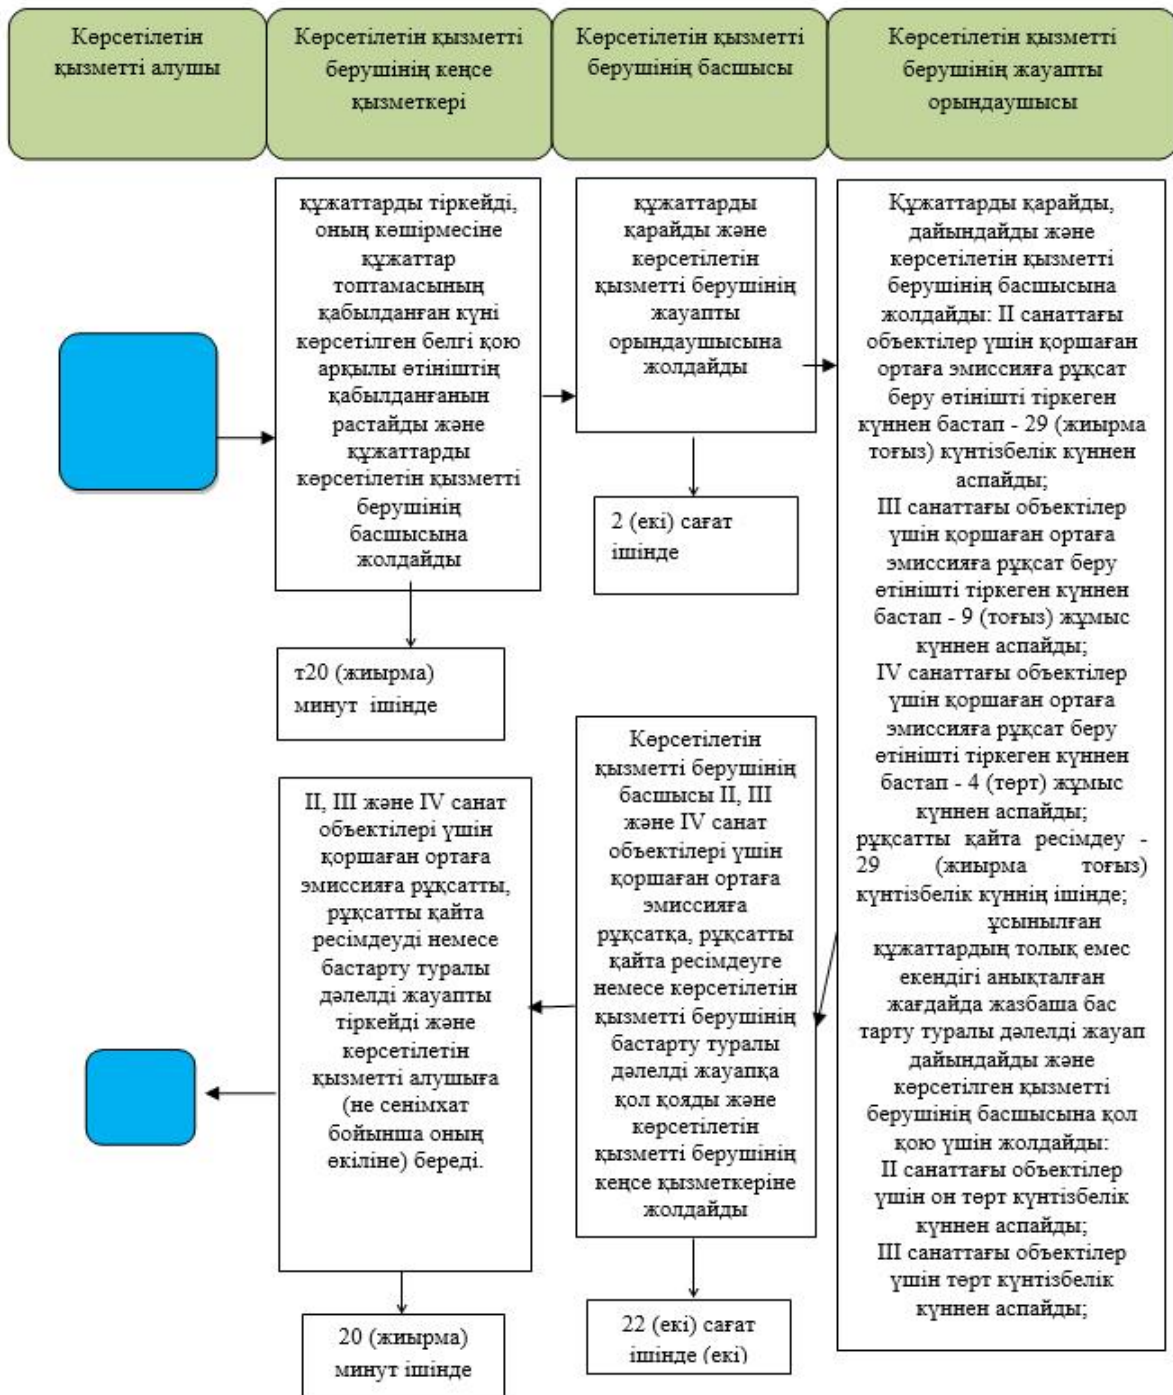 Көрсетілетін
қызметті алушы
Көрсетілетін қызметті
берушінің кеңсе
қызметкері
Көрсетілетін қызметті
берушінің басшысы
Көрсетілетін қызметті
берушінің жауапты
орындаушысы
құжаттарды тіркейді,
оның көшірмесіне
құжаттар
топтамасының
қабылданған күні
көрсетілген белгі қою
арқылы өтініштің
қабылданғанын
растайды және
құжаттарды
көрсетілетін қызметті
берушінің
басшысына
жолдайды
т20 (жиырма)
минут ішінде
құжаттарды
қарайды және
көрсетілетін
қызметті берушінің
жауапты
орындаушысына
жолдайды
2 (екі) сағат
ішінде
Құжаттарды қарайды,
дайындайды және
көрсетілетін қызметті
берушінің басшысына
жолдайды: II санаттағы
объектілер үшін қоршаған
ортаға эмиссияға рұқсат
беру өтінішті тіркеген
күннен бастап - 29 (жиырма
тоғыз) күнтізбелік күннен
аспайды;
III санаттағы объектілер
үшін қоршаған ортаға
эмиссияға рұқсат беру
өтінішті тіркеген күннен
бастап - 9 (тоғыз) жұмыс
күннен аспайды;
IV санаттағы объектілер
үшін қоршаған ортаға
эмиссияға рұқсат беру
өтінішті тіркеген күннен
бастап - 4 (төрт) жұмыс
күннен аспайды;
рұқсатты қайта ресімдеу -
29 (жиырма тоғыз)
күнтізбелік күннің ішінде;
ұсынылған
құжаттардың толық емес
екендігі анықталған
жағдайда жазбаша бас
тарту туралы дәлелді жауап
дайындайды және
көрсетілген қызметті
берушінің басшысына қол
қою үшін жолдайды:
II санаттағы объектілер
үшін он төрт күнтізбелік
күннен аспайды;
III санаттағы объектілер
үшін төрт күнтізбелік
күннен аспайды;
Көрсетілетін
қызметті берушінің
басшысы II, III
және IV санат
объектілері үшін
қоршаған ортаға
эмиссияға
рұқсатқа, рұқсатты
қайта ресімдеуге
немесе көрсетілетін
қызметті берушінің
бастарту туралы
дәлелді жауапқа
қол қояды және
көрсетілетін
қызметті берушінің
кеңсе қызметкеріне
жолдайды
22 (екі) сағат
ішінде (екі)
II, III және IV санат
объектілері үшін
қоршаған ортаға
эмиссияға рұқсатты,
рұқсатты қайта
ресімдеуді немесе
бастарту туралы
дәлелді жауапты
тіркейді және
көрсетілетін
қызметті алушыға
(не сенімхат
бойынша оның
өкіліне) береді.
20 (жиырма)
минут ішінде